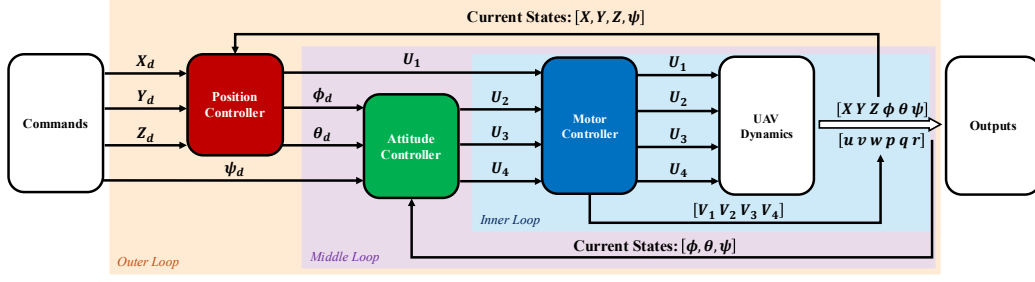 Current States: [X, Y, Z, ψ]
X_d
Y_d
Z_d
ψ_d
Commands
Position
Controller
U_1
ϕ_d
θ_d
Attitude
Controller
U_2
U_3
U_4
Motor
Controller
U_1
U_2
U_3
U_4
UAV
Dynamics
[X Y Z ϕ θ ψ]
[u v w p q r]
Outputs
[V_1 V_2 V_3 V_4]
Inner Loop
Current States: [ϕ, θ, ψ]
Middle Loop
Outer Loop